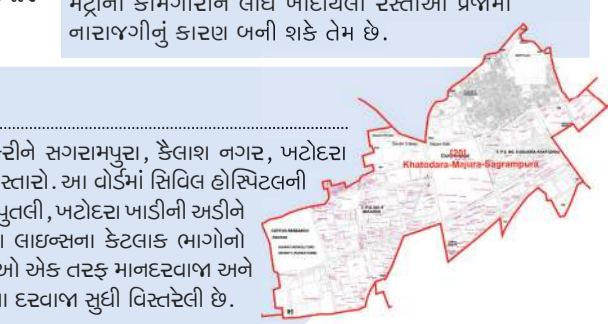 મેટ્રોની કામગીરીને લીધે ખોદાયેલા રસ્તાઓ પ્રજામાં
નારાજગીનું કારણ બની શકે તેમ છે.
રીને સગરામપુરા, કૈલાશ નગર, ખટોદરા
સ્તારો. આ વોર્ડમાં સિવિલ હોસ્પિટલની
પુતલી, ખટોદરા ખાડીની અડીને
ા લાઇન્સના કેટલાક ભાગોનો
ઓ એક તરફ માનદરવાજા અને
ા દરવાજા સુધી વિસ્તરેલી છે.
[20]
Khatodara-Majura-Sagrampura